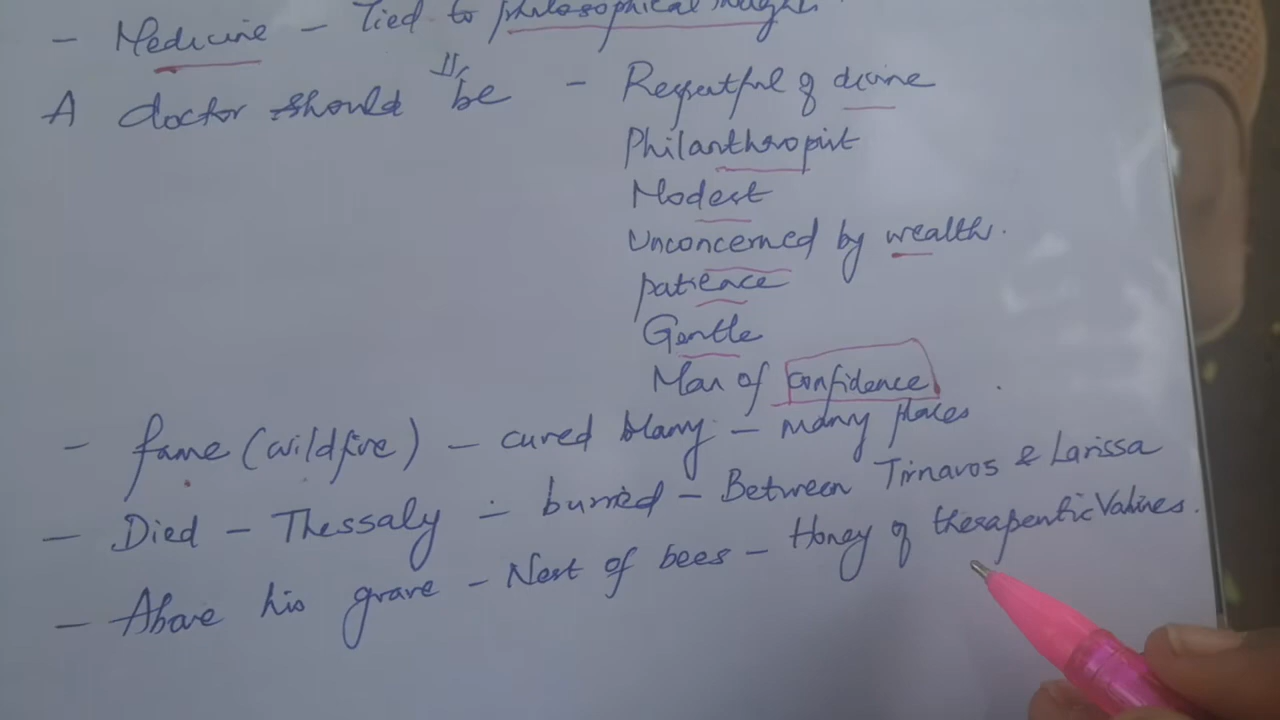 - Medicine - Tied to philosophical thoughts
A doctor should be - Respectful of divine
Philanthropist
Modest
Unconcerned by wealth.
patience
Gentle
Man of confidence
- fame (wildfire) - cured many - many places
- Died - Thessaly - burried - Between Tirnavos & Larissa
- Above his grave - Nest of bees - Honey of therapeutic Values.